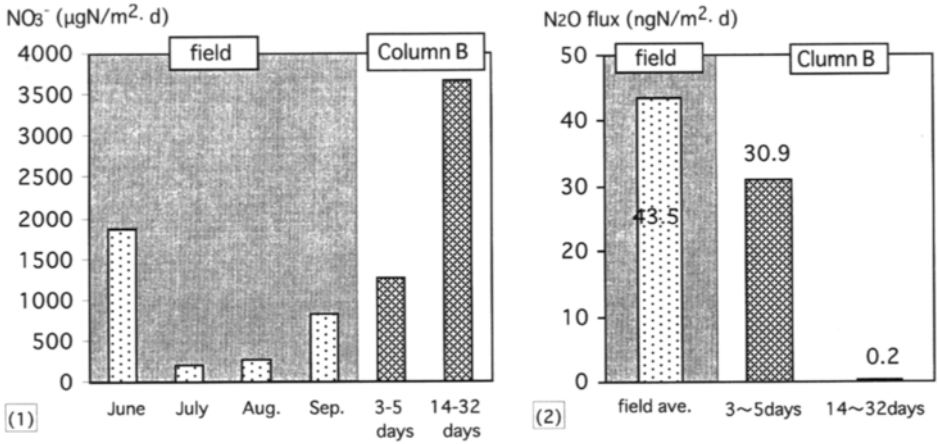 NO3⁻ (μgN/m²· d)
field
Column B
4000
3500
3000
2500
2000
1500
1000
500
0
June July Aug. Sep. 3-5 days 14-32 days
(1)
N2O flux (ngN/m²· d)
field
Clumn B
50
40
30
20
10
0
43.5
30.9
0.2
field ave. 3~5days 14~32days
(2)